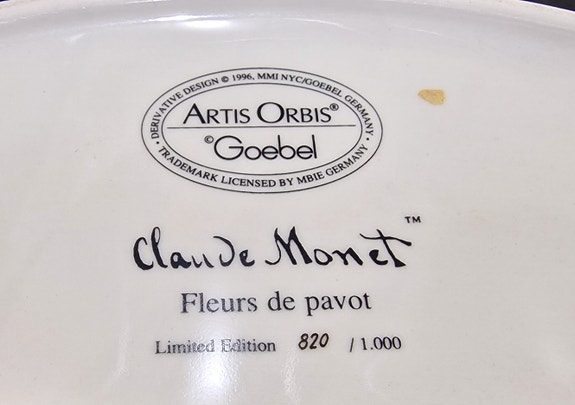 DERIVATIVE DESIGN © 1996, MMI NYC/GOEBEL GERMANY
ARTIS ORBIS®
©Goebel
• TRADEMARK LICENSED BY MBIE GERMANY •
Claude Monet™
Fleurs de pavot
Limited Edition 820 / 1.000